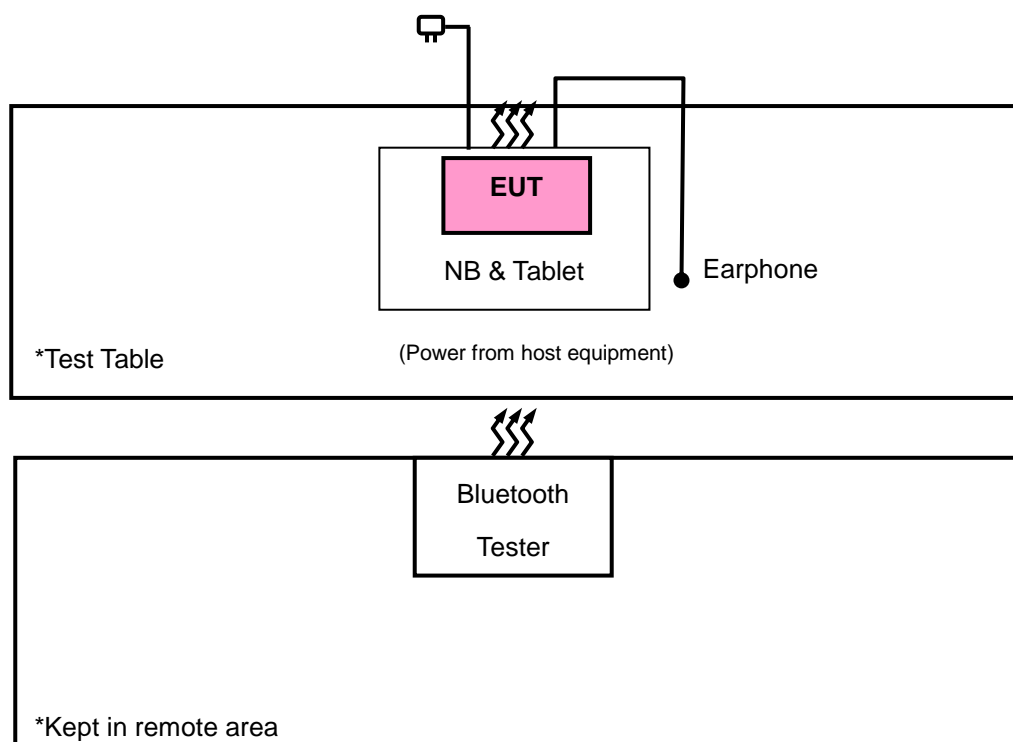 EUT
NB & Tablet
Earphone
(Power from host equipment)
*Test Table
Bluetooth
Tester
*Kept in remote area